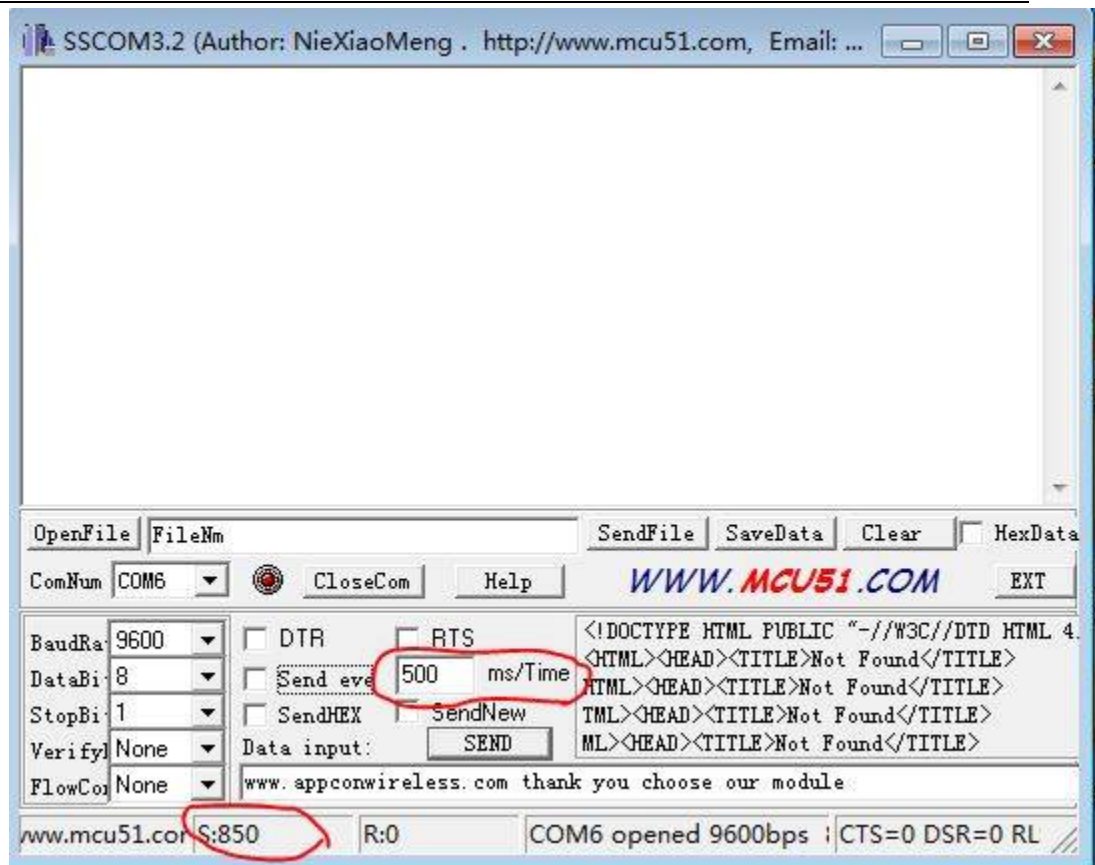 SSCOM3.2 (Author: NieXiaoMeng . http://www.mcu51.com, Email: ...
OpenFile FileNm SendFile SaveData Clear HexData
ComNum COM6 CloseCom Help WWW.MCU51.COM EXT
BaudRa 9600 DTR RTS <!DOCTYPE HTML PUBLIC "-//W3C//DTD HTML 4.
DataBi 8 Send eve 500 ms/Time <HTML><HEAD><TITLE>Not Found</TITLE>
HTML><HEAD><TITLE>Not Found</TITLE>
StopBi 1 SendHEX SendNew TML><HEAD><TITLE>Not Found</TITLE>
Verify None Data input: SEND ML><HEAD><TITLE>Not Found</TITLE>
FlowCo None www.appconwireless.com thank you choose our module
www.mcu51.cor S:850 R:0 COM6 opened 9600bps CTS=0 DSR=0 RL